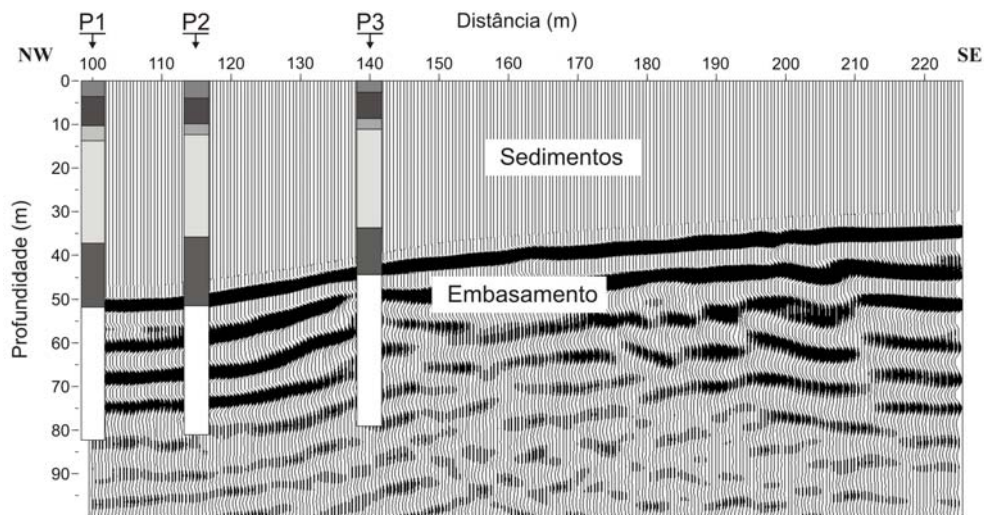 P1 P2 P3 Distância (m)
NW 100 110 120 130 140 150 160 170 180 190 200 210 220 SE
0
10
20
30
40
50
60
70
80
90
Profundidade (m)
Sedimentos
Embasamento